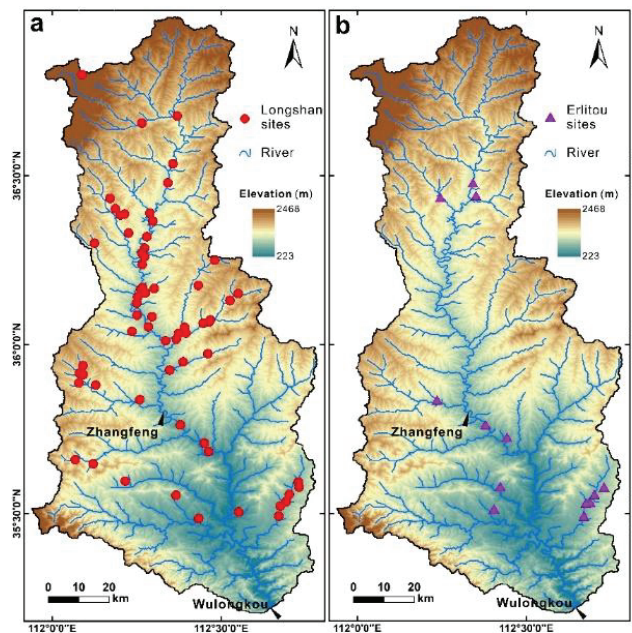 a
N
Longshan
sites
River
Elevation (m)
2468
223
36°30'0"N
36°0'0"N
35°30'0"N
Zhangfeng
Wulongkou
0 10 20
km
112°0'0"E
112°30'0"E
b
N
Erlitou
sites
River
Elevation (m)
2468
223
Zhangfeng
Wulongkou
0 10 20
km
112°0'0"E
112°30'0"E